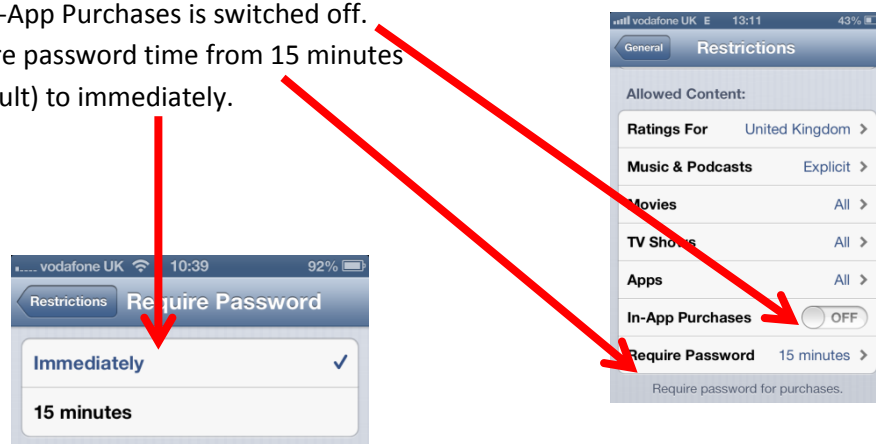 -App Purchases is switched off.
re password time from 15 minutes
ult) to immediately.
vodafone UK 10:39 92%
Restrictions Require Password
Immediately
15 minutes
vodafone UK E 13:11 43%
General Restrictions
Allowed Content:
Ratings For United Kingdom
Music & Podcasts Explicit
Movies All
TV Shows All
Apps All
In-App Purchases OFF
Require Password 15 minutes
Require password for purchases.